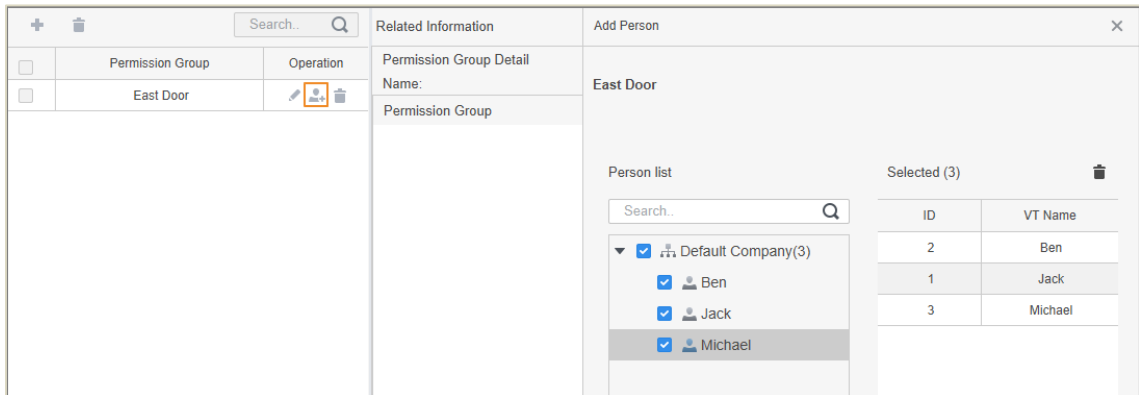 Search..
Permission Group Operation
East Door
Related Information
Permission Group Detail
Name:
Permission Group
Add Person
East Door
Person list
Search..
Default Company(3)
Ben
Jack
Michael
Selected (3)
ID VT Name
2 Ben
1 Jack
3 Michael